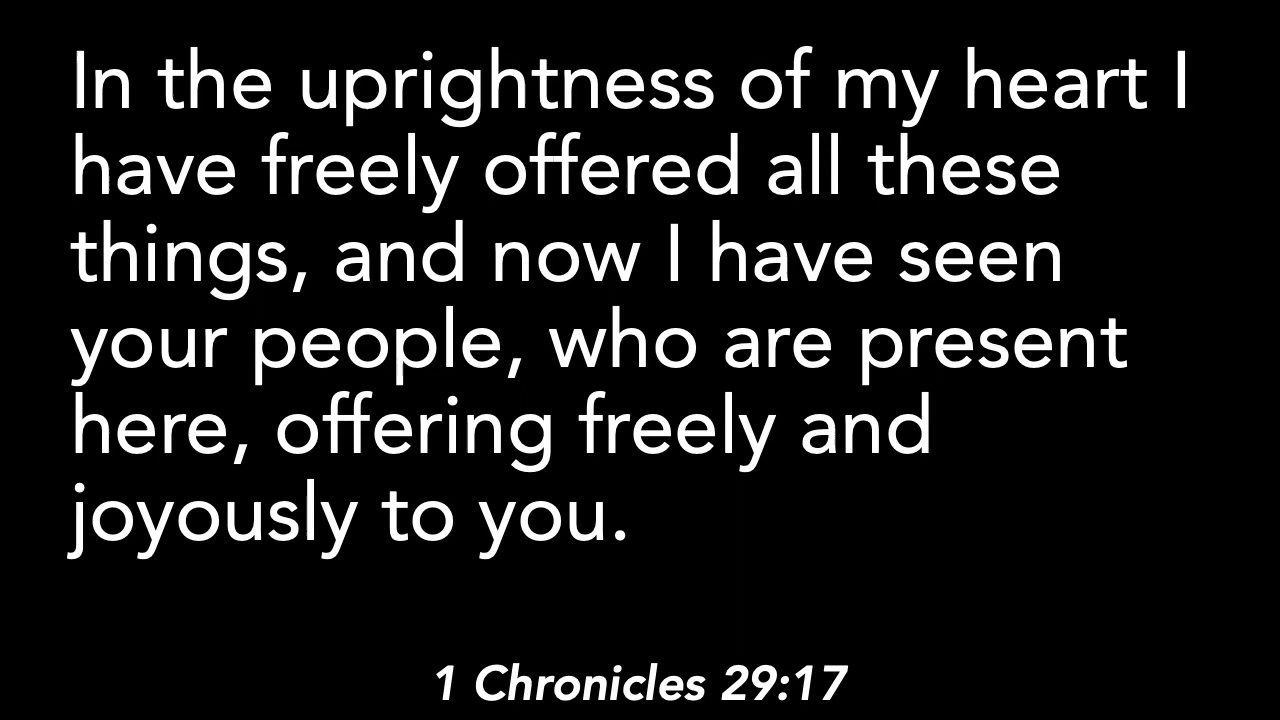 In the uprightness of my heart I
have freely offered all these
things, and now I have seen
your people, who are present
here, offering freely and
joyously to you.
1 Chronicles 29:17